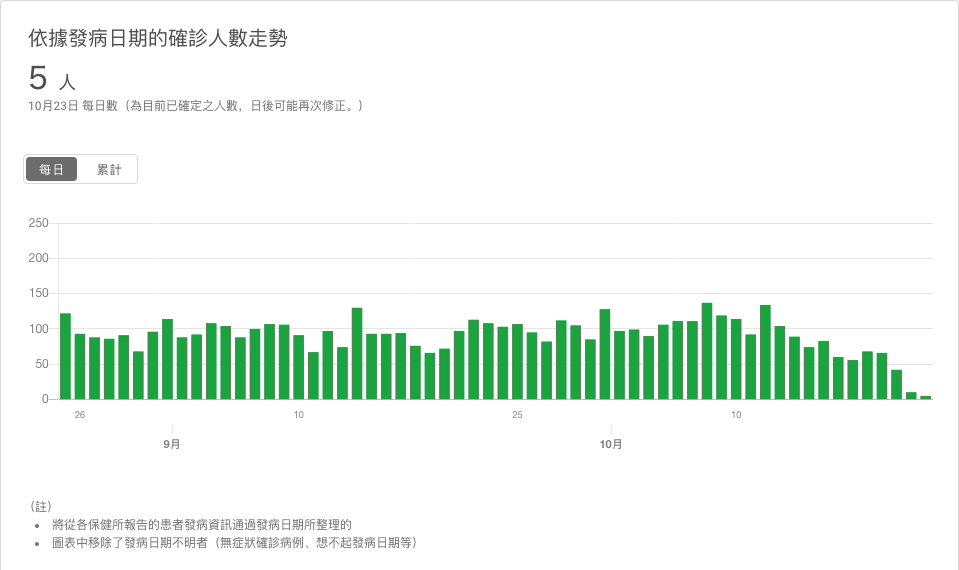 依據發病日期的確診人數走勢
5 人
10月23日 每日數（為目前已確定之人數，日後可能再次修正。）
每日 累計
250
200
150
100
50
0
26 10 25 10
9月 10月
（註）
• 將從各保健所報告的患者發病資訊通過發病日期所整理的
• 圖表中移除了發病日期不明者（無症狀確診病例、想不起發病日期等）